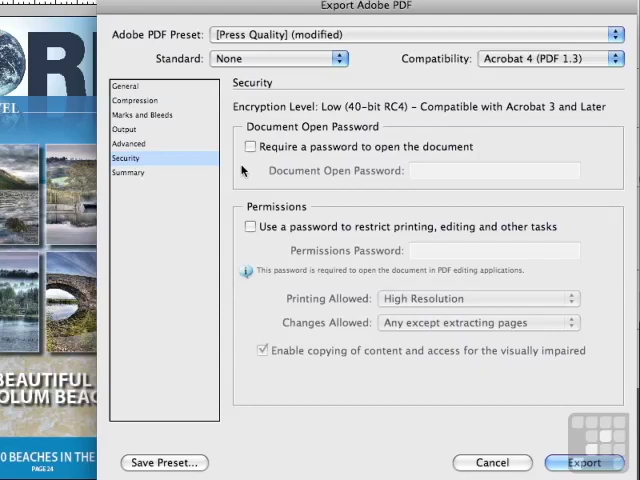 Export Adobe PDF
Adobe PDF Preset: [Press Quality] (modified)
Standard: None Compatibility: Acrobat 4 (PDF 1.3)
General
Compression
Marks and Bleeds
Output
Advanced
Security
Summary
Security
Encryption Level: Low (40-bit RC4) - Compatible with Acrobat 3 and Later
Document Open Password
Require a password to open the document
Document Open Password:
Permissions
Use a password to restrict printing, editing and other tasks
Permissions Password:
This password is required to open the document in PDF editing applications.
Printing Allowed: High Resolution
Changes Allowed: Any except extracting pages
Enable copying of content and access for the visually impaired
Save Preset... Cancel Export
OR
VEL
BEAUTIFUL
OLUM BEAC
0 BEACHES IN THE
PAGE 24